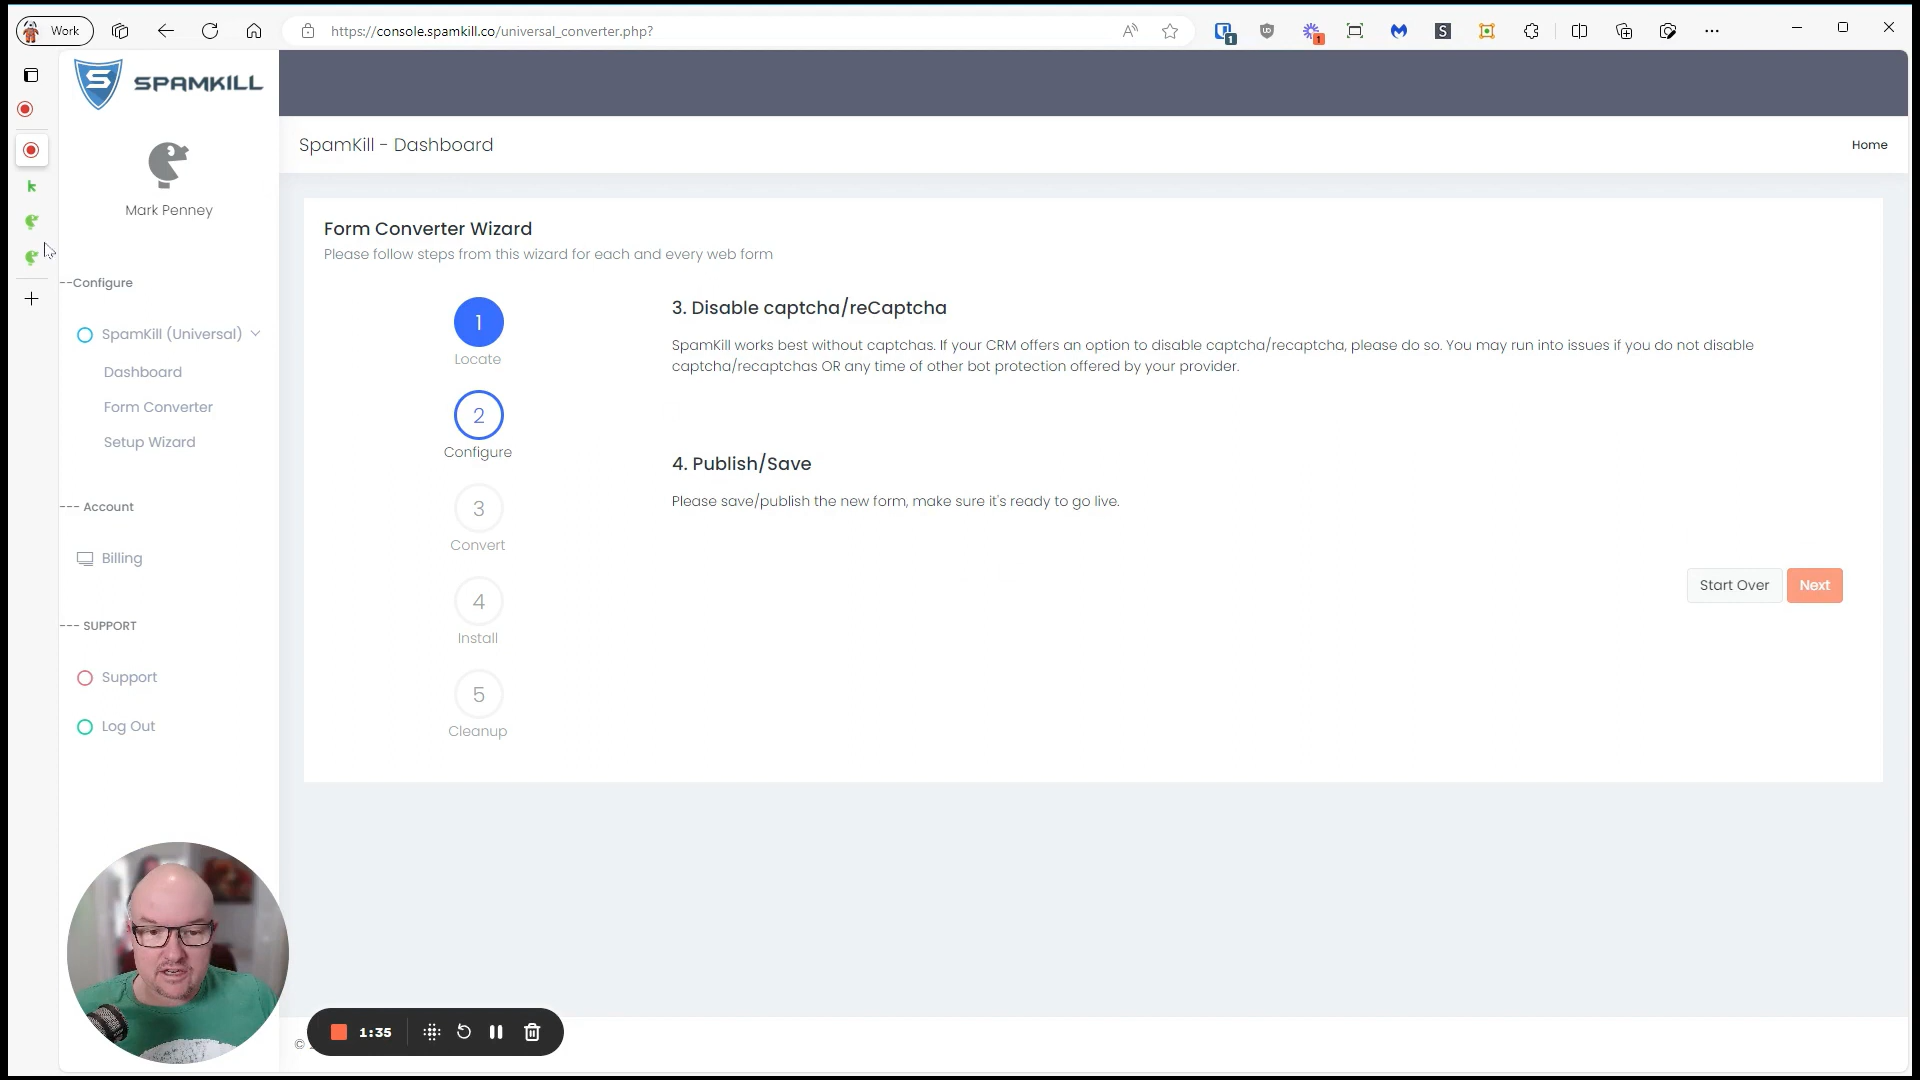 Work
https://console.spamkill.co/universal_converter.php?
1
1
S
SPAMKILL
SpamKill - Dashboard
Home
Mark Penney
Form Converter Wizard
Please follow steps from this wizard for each and every web form
--Configure
SpamKill (Universal)
Dashboard
Form Converter
Setup Wizard
--- Account
Billing
--- SUPPORT
Support
Log Out
1
Locate
2
Configure
3
Convert
4
Install
5
Cleanup
3. Disable captcha/reCaptcha
SpamKill works best without captchas. If your CRM offers an option to disable captcha/recaptcha, please do so. You may run into issues if you do not disable
captcha/recaptchas OR any time of other bot protection offered by your provider.
4. Publish/Save
Please save/publish the new form, make sure it's ready to go live.
Start Over
Next
1:35
©